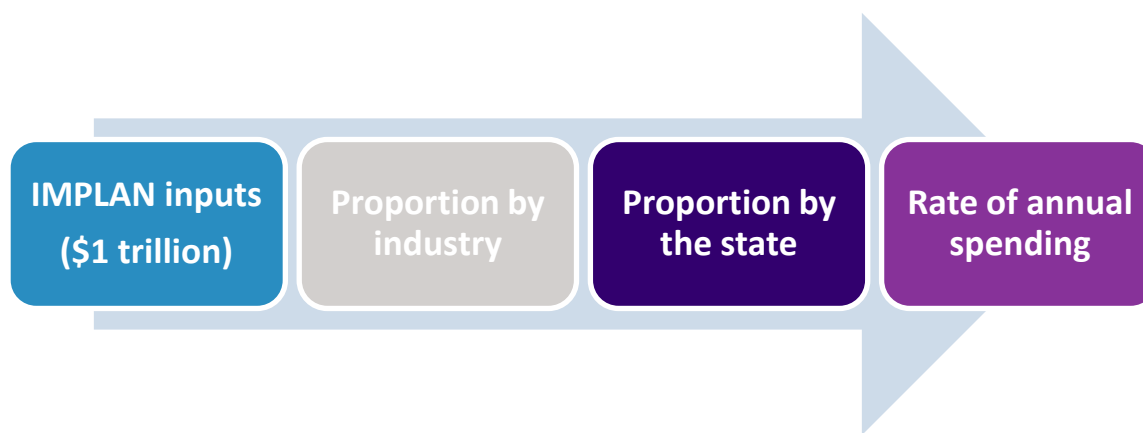 IMPLAN inputs
($1 trillion)
Proportion by
industry
Proportion by
the state
Rate of annual
spending